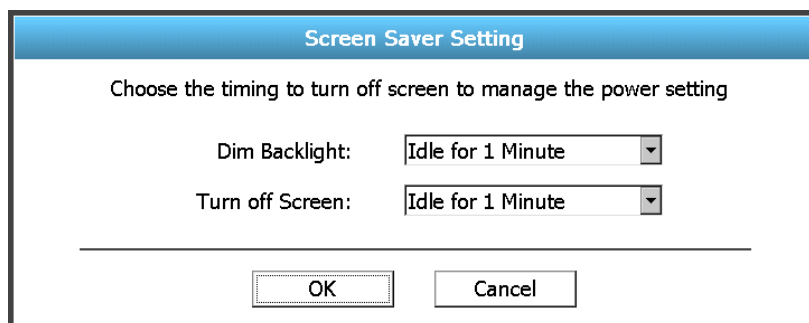 Screen Saver Setting
Choose the timing to turn off screen to manage the power setting
Dim Backlight: Idle for 1 Minute
Turn off Screen: Idle for 1 Minute
OK Cancel